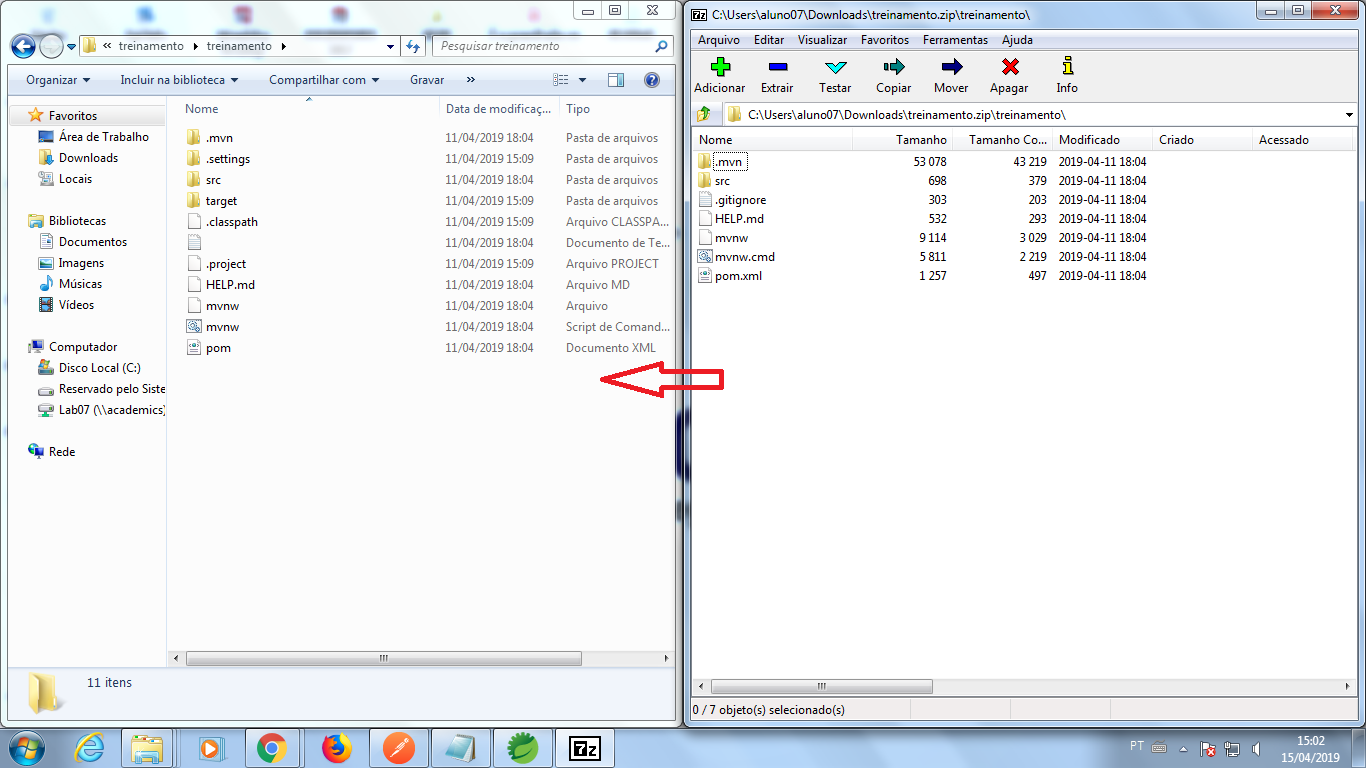 « treinamento ▸ treinamento ▸
Pesquisar treinamento
Organizar
Incluir na biblioteca
Compartilhar com
Gravar
»
Favoritos
Área de Trabalho
Downloads
Locais
Bibliotecas
Documentos
Imagens
Músicas
Vídeos
Computador
Disco Local (C:)
Reservado pelo Siste
Lab07 (\\academics)
Rede
Nome Data de modificaç... Tipo
.mvn 11/04/2019 18:04 Pasta de arquivos
.settings 11/04/2019 15:09 Pasta de arquivos
src 11/04/2019 18:04 Pasta de arquivos
target 11/04/2019 15:09 Pasta de arquivos
.classpath 11/04/2019 15:09 Arquivo CLASSPA...
11/04/2019 18:04 Documento de Te...
.project 11/04/2019 15:09 Arquivo PROJECT
HELP.md 11/04/2019 18:04 Arquivo MD
mvnw 11/04/2019 18:04 Arquivo
mvnw 11/04/2019 18:04 Script de Comand...
pom 11/04/2019 18:04 Documento XML
11 itens
7z C:\Users\aluno07\Downloads\treinamento.zip\treinamento\
Arquivo Editar Visualizar Favoritos Ferramentas Ajuda
Adicionar Extrair Testar Copiar Mover Apagar Info
C:\Users\aluno07\Downloads\treinamento.zip\treinamento\
Nome Tamanho Tamanho Co... Modificado Criado Acessado
.mvn 53 078 43 219 2019-04-11 18:04
src 698 379 2019-04-11 18:04
.gitignore 303 203 2019-04-11 18:04
HELP.md 532 293 2019-04-11 18:04
mvnw 9 114 3 029 2019-04-11 18:04
mvnw.cmd 5 811 2 219 2019-04-11 18:04
pom.xml 1 257 497 2019-04-11 18:04
0 / 7 objeto(s) selecionado(s)
7z
PT
15:02
15/04/2019